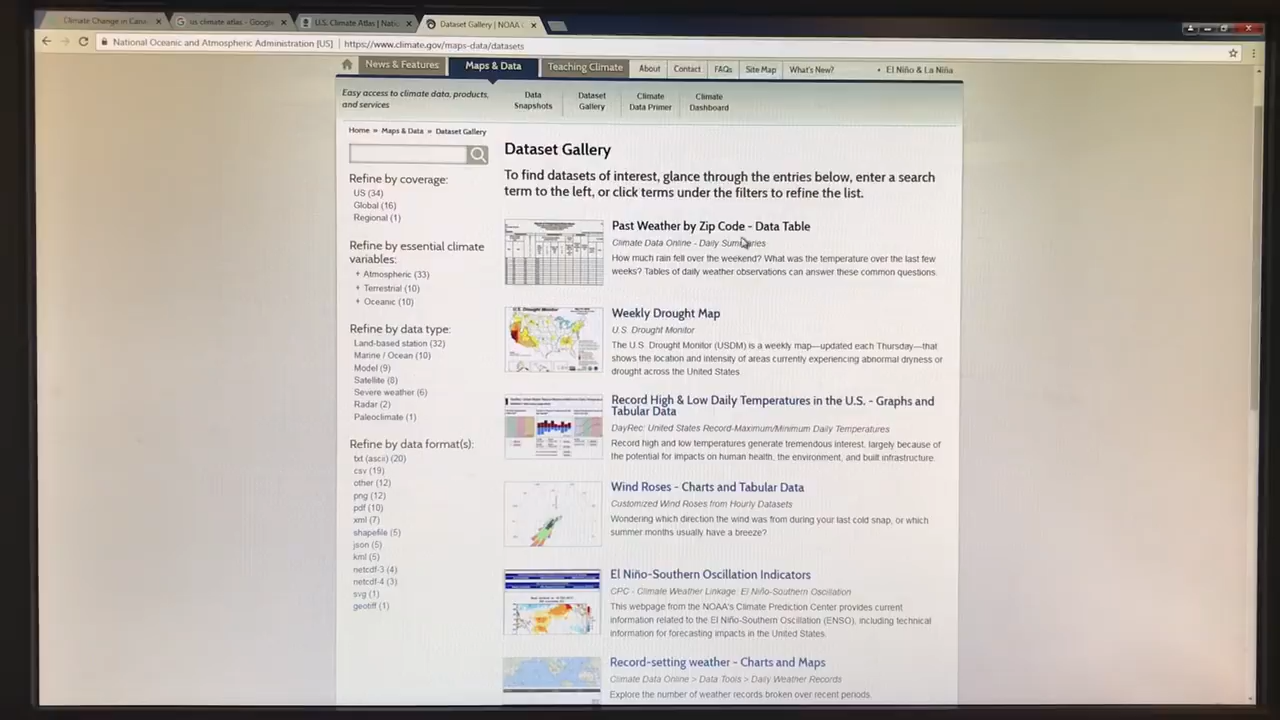 Climate Change in Cana
us climate atlas - Google
U.S. Climate Atlas | Natio
Dataset Gallery | NOAA C
National Oceanic and Atmospheric Administration [US] | https://www.climate.gov/maps-data/datasets
News & Features
Maps & Data
Teaching Climate
About
Contact
FAQs
Site Map
What's New?
• El Niño & La Niña
Easy access to climate data, products,
and services
Data
Snapshots
Dataset
Gallery
Climate
Data Primer
Climate
Dashboard
Home » Maps & Data » Dataset Gallery
Refine by coverage:
US (34)
Global (16)
Regional (1)
Refine by essential climate
variables:
+ Atmospheric (33)
+ Terrestrial (10)
+ Oceanic (10)
Refine by data type:
Land-based station (32)
Marine / Ocean (10)
Model (9)
Satellite (8)
Severe weather (6)
Radar (2)
Paleoclimate (1)
Refine by data format(s):
txt (ascii) (20)
csv (19)
other (12)
png (12)
pdf (10)
xml (7)
shapefile (5)
json (5)
kml (5)
netcdf-3 (4)
netcdf-4 (3)
svg (1)
geotiff (1)
Dataset Gallery
To find datasets of interest, glance through the entries below, enter a search
term to the left, or click terms under the filters to refine the list.
Past Weather by Zip Code - Data Table
Climate Data Online - Daily Summaries
How much rain fell over the weekend? What was the temperature over the last few
weeks? Tables of daily weather observations can answer these common questions.
U.S. Drought Monitor
Weekly Drought Map
U.S. Drought Monitor
The U.S. Drought Monitor (USDM) is a weekly map—updated each Thursday—that
shows the location and intensity of areas currently experiencing abnormal dryness or
drought across the United States
Record High & Low Daily Temperatures in the U.S. - Graphs and
Tabular Data
DayRec: United States Record-Maximum/Minimum Daily Temperatures
Record high and low temperatures generate tremendous interest, largely because of
the potential for impacts on human health, the environment, and built infrastructure.
Wind Roses - Charts and Tabular Data
Customized Wind Roses from Hourly Datasets
Wondering which direction the wind was from during your last cold snap, or which
summer months usually have a breeze?
El Niño-Southern Oscillation Indicators
CPC - Climate Weather Linkage: El Niño-Southern Oscillation
This webpage from the NOAA's Climate Prediction Center provides current
information related to the El Niño-Southern Oscillation (ENSO), including technical
information for forecasting impacts in the United States.
Record-setting weather - Charts and Maps
Climate Data Online > Data Tools > Daily Weather Records
Explore the number of weather records broken over recent periods.